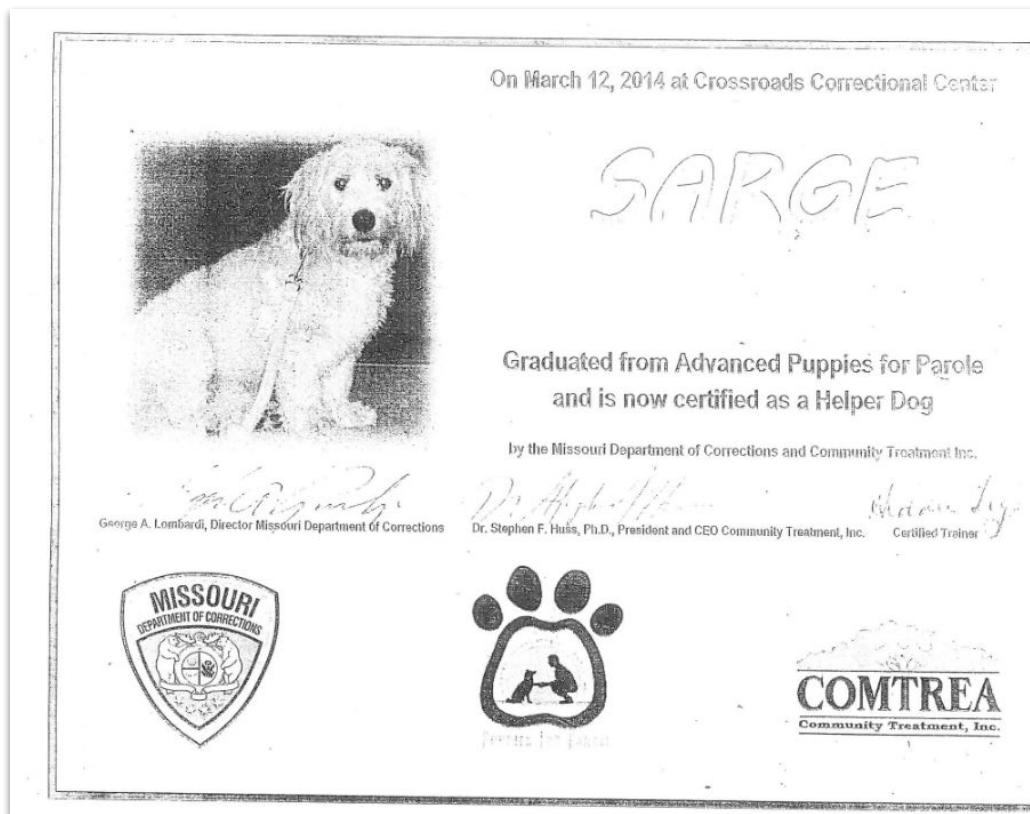 On March 12, 2014 at Crossroads Correctional Center
SARGE
Graduated from Advanced Puppies for Parole
and is now certified as a Helper Dog
by the Missouri Department of Corrections and Community Treatment Inc.
George A. Lombardi, Director Missouri Department of Corrections
Dr. Stephen F. Huss, Ph.D., President and CEO Community Treatment, Inc.
Certified Trainer
MISSOURI
DEPARTMENT OF CORRECTIONS
Puppies For Parole
COMTREA
Community Treatment, Inc.